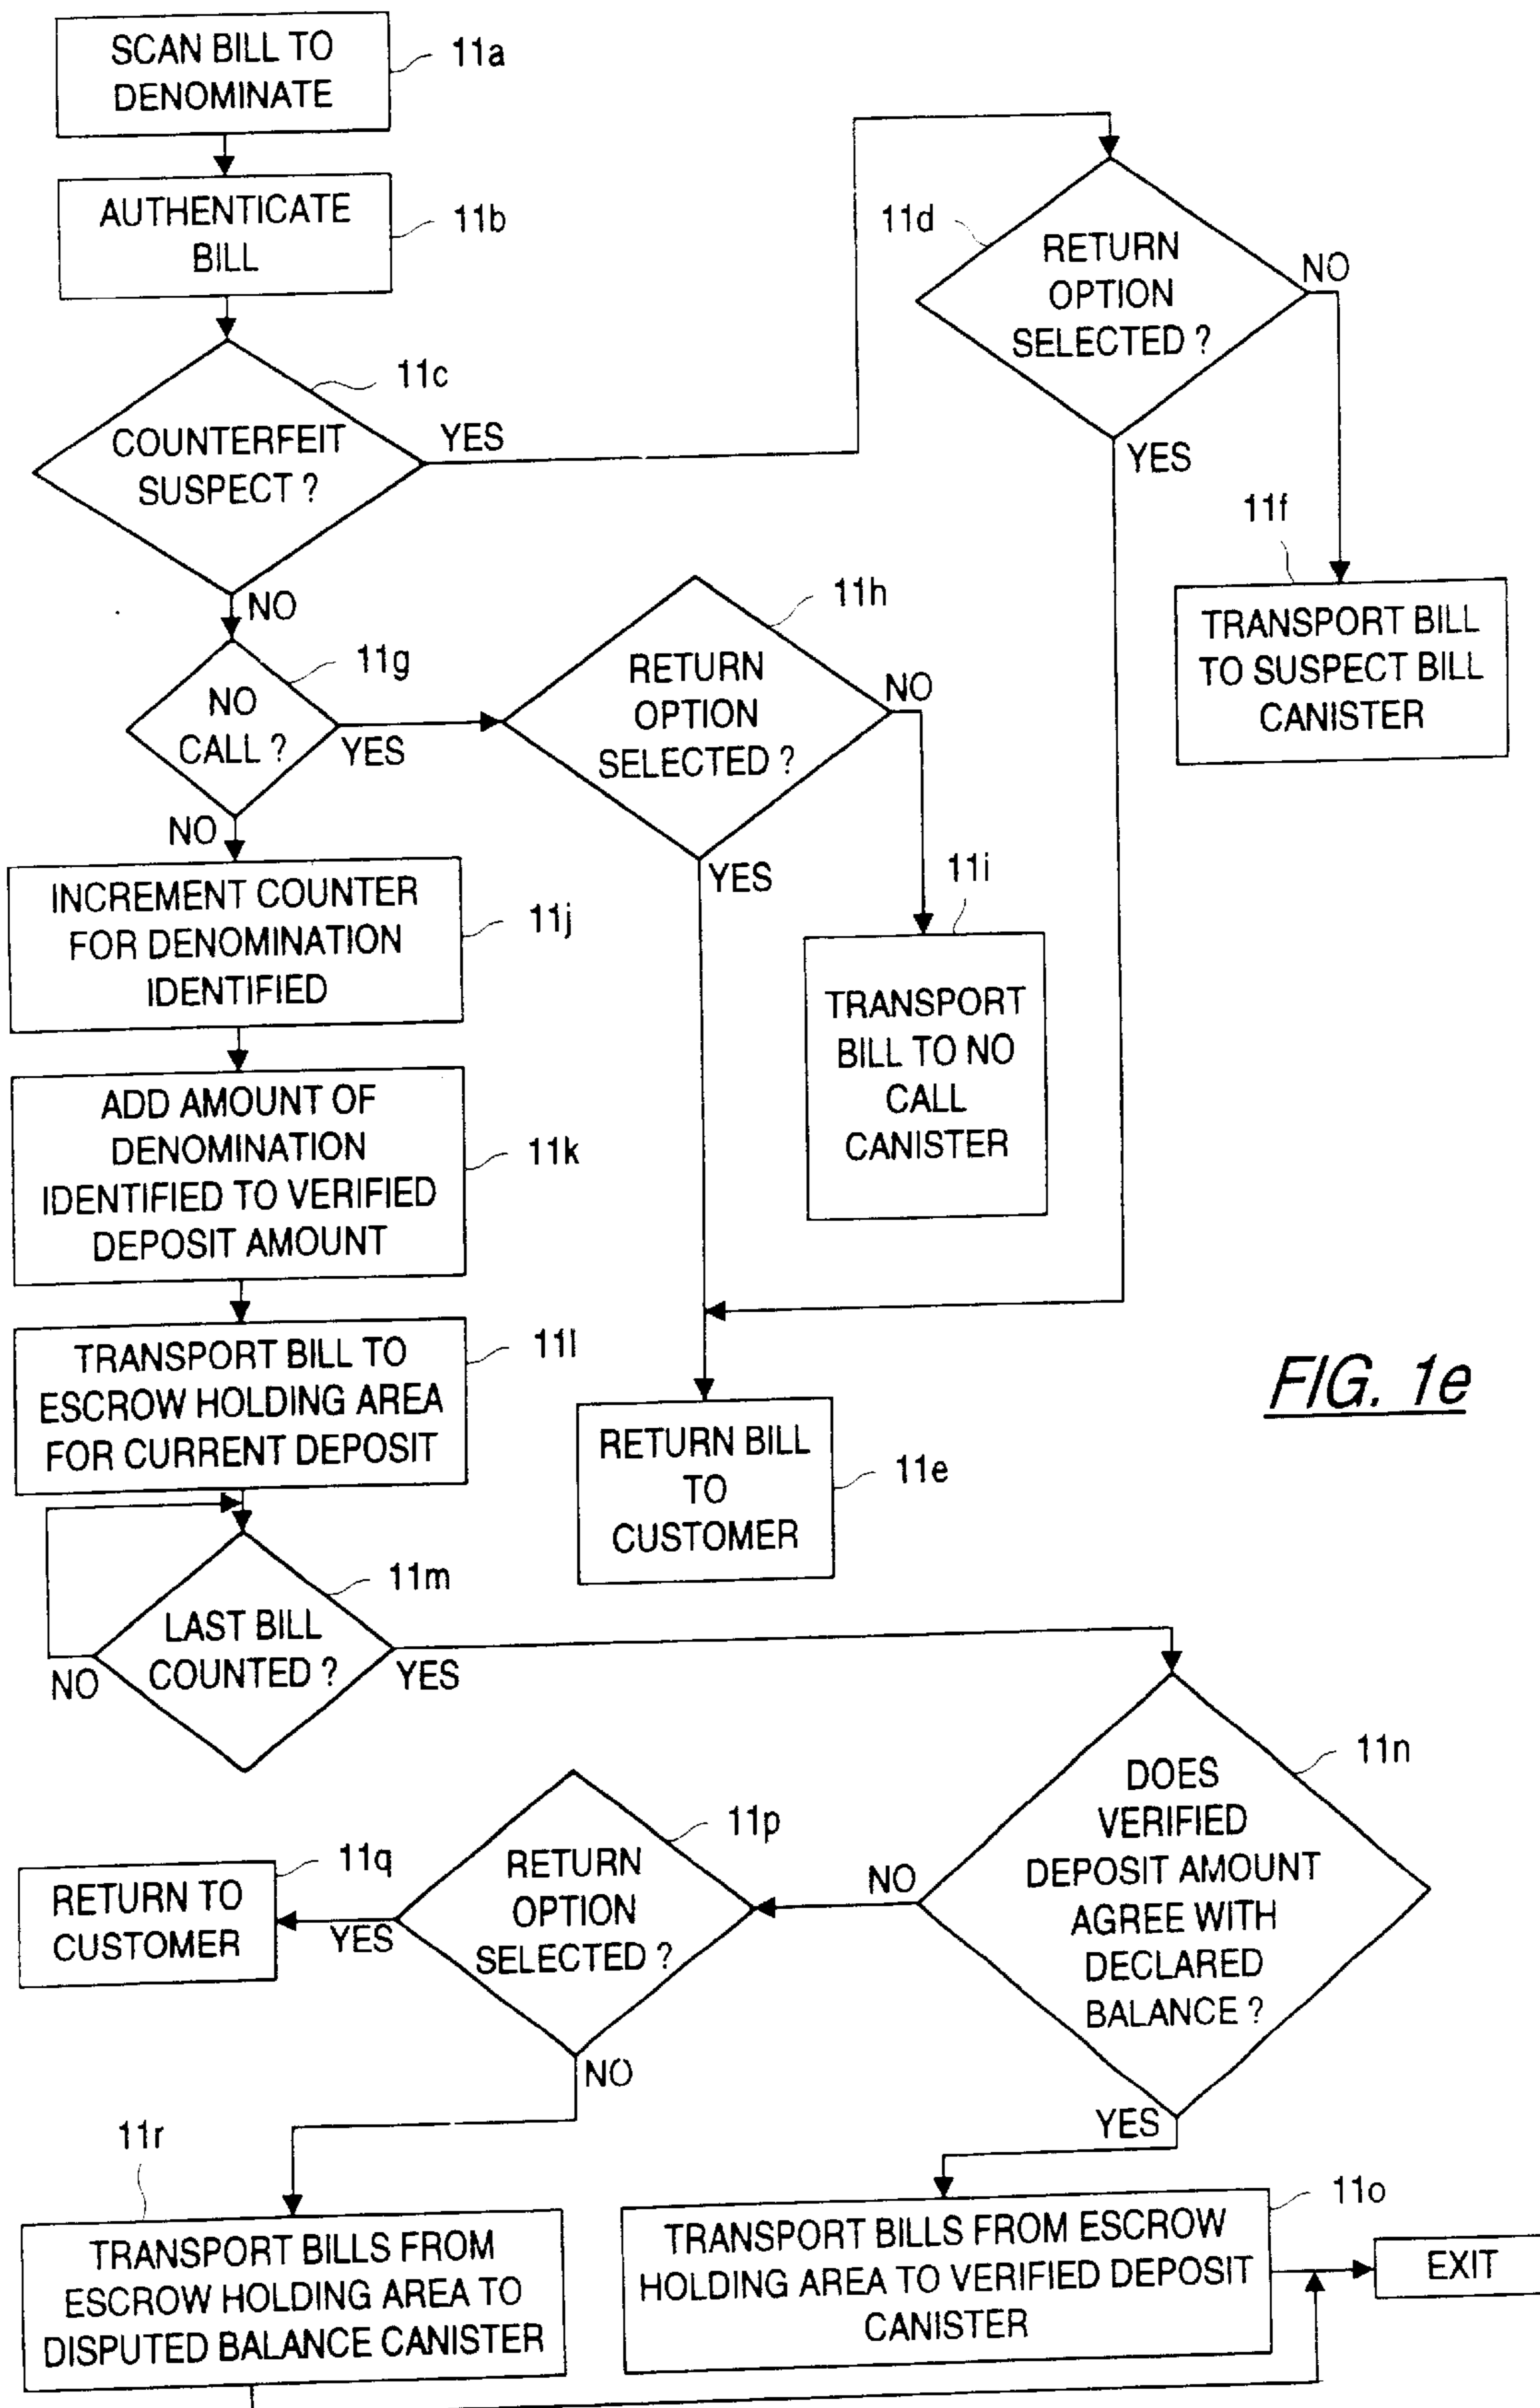 SCAN BILL TO
DENOMINATE
11a
AUTHENTICATE
BILL
11b
COUNTERFEIT
SUSPECT ?
11c
YES
NO
11d
RETURN
OPTION
SELECTED ?
NO
YES
11f
TRANSPORT BILL
TO SUSPECT BILL
CANISTER
NO
CALL ?
11g
YES
NO
11h
RETURN
OPTION
SELECTED ?
NO
YES
11i
TRANSPORT
BILL TO NO
CALL
CANISTER
INCREMENT COUNTER
FOR DENOMINATION
IDENTIFIED
11j
ADD AMOUNT OF
DENOMINATION
IDENTIFIED TO VERIFIED
DEPOSIT AMOUNT
11k
TRANSPORT BILL TO
ESCROW HOLDING AREA
FOR CURRENT DEPOSIT
11l
RETURN BILL
TO
CUSTOMER
11e
FIG. 1e
LAST BILL
COUNTED ?
11m
NO
YES
DOES
VERIFIED
DEPOSIT AMOUNT
AGREE WITH
DECLARED
BALANCE ?
11n
NO
YES
RETURN
OPTION
SELECTED ?
11p
YES
NO
11q
RETURN TO
CUSTOMER
11r
TRANSPORT BILLS FROM
ESCROW HOLDING AREA TO
DISPUTED BALANCE CANISTER
TRANSPORT BILLS FROM ESCROW
HOLDING AREA TO VERIFIED DEPOSIT
CANISTER
11o
EXIT